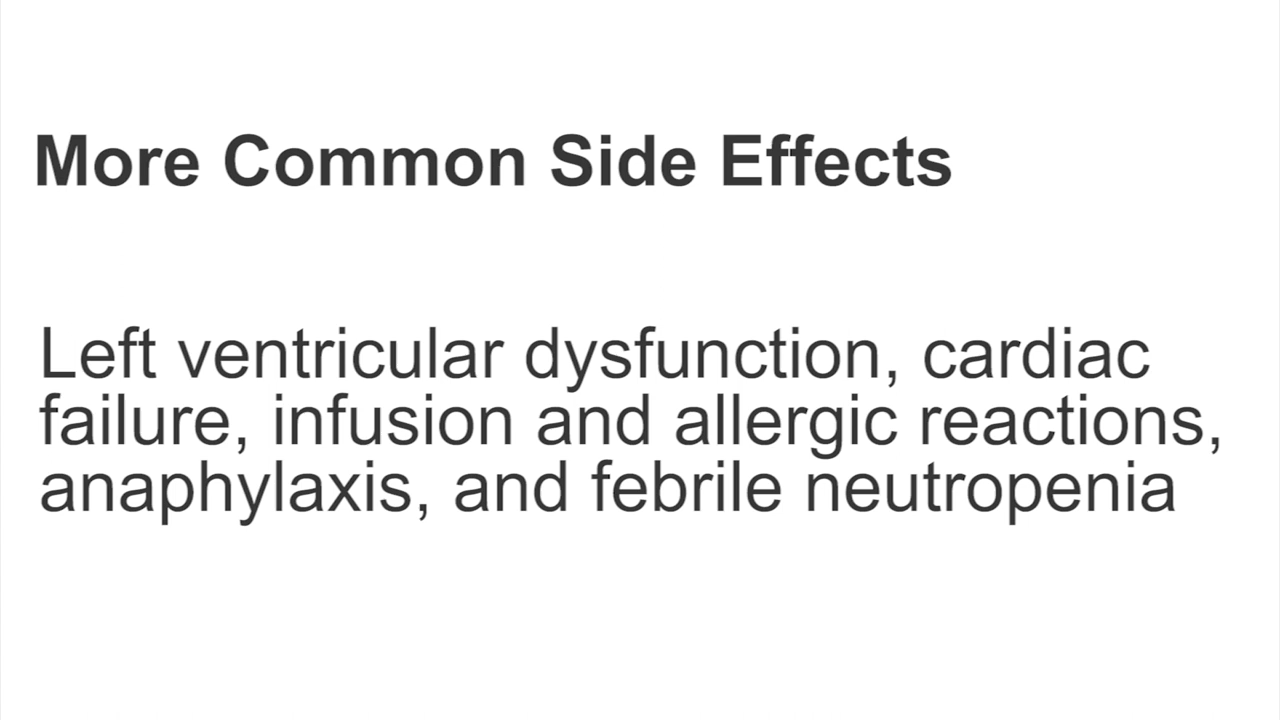 More Common Side Effects
Left ventricular dysfunction, cardiac
failure, infusion and allergic reactions,
anaphylaxis, and febrile neutropenia